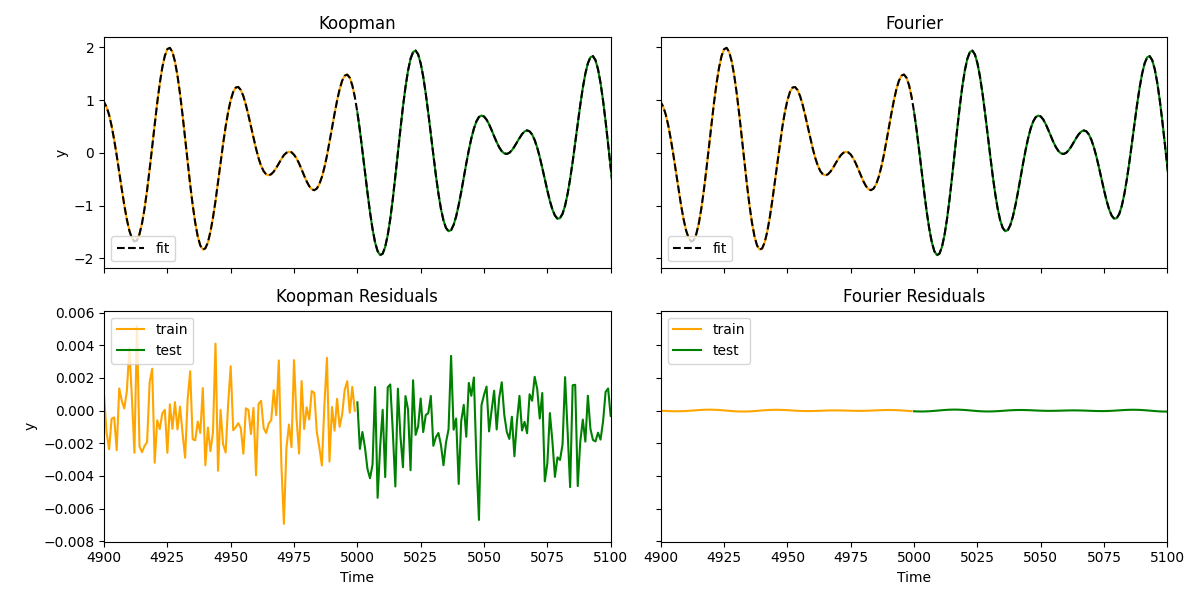 Koopman
Fourier
2
1
0
−1
−2
y
fit
fit
Koopman Residuals
Fourier Residuals
0.006
0.004
0.002
0.000
−0.002
−0.004
−0.006
−0.008
y
train
test
train
test
4900 4925 4950 4975 5000 5025 5050 5075 5100
4900 4925 4950 4975 5000 5025 5050 5075 5100
Time
Time